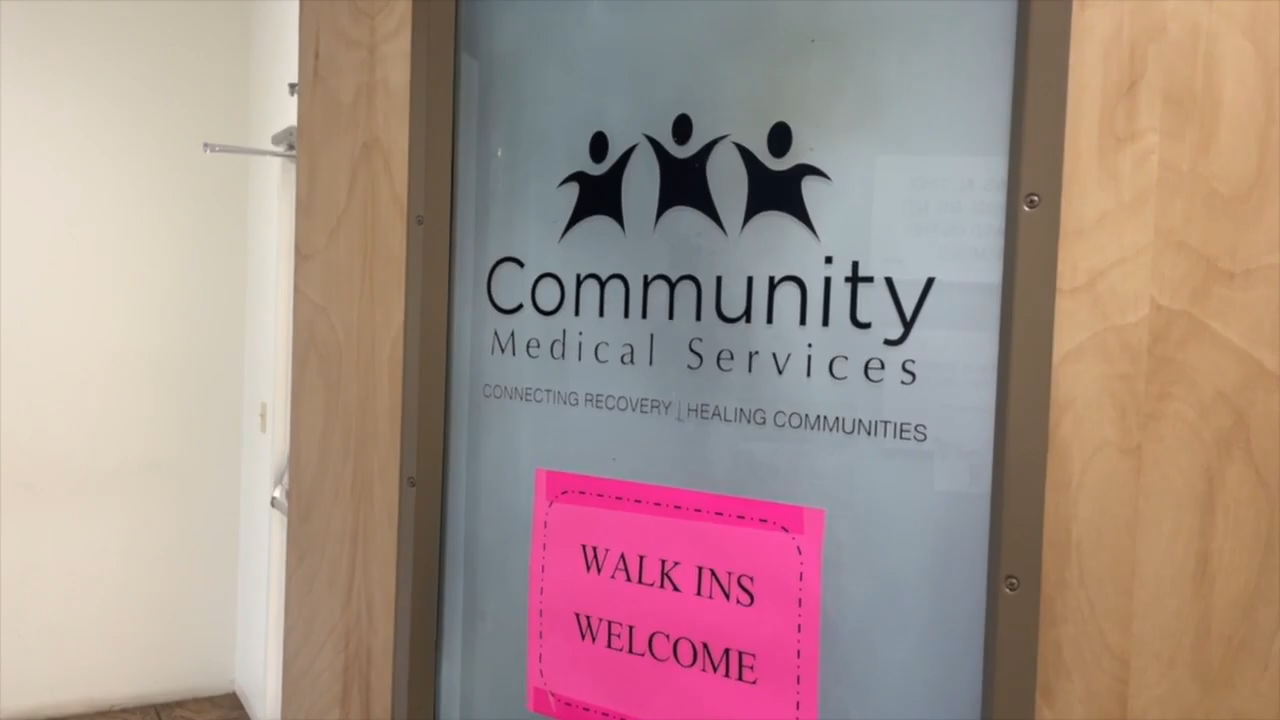 Community
Medical Services
CONNECTING RECOVERY | HEALING COMMUNITIES
WALK INS
WELCOME